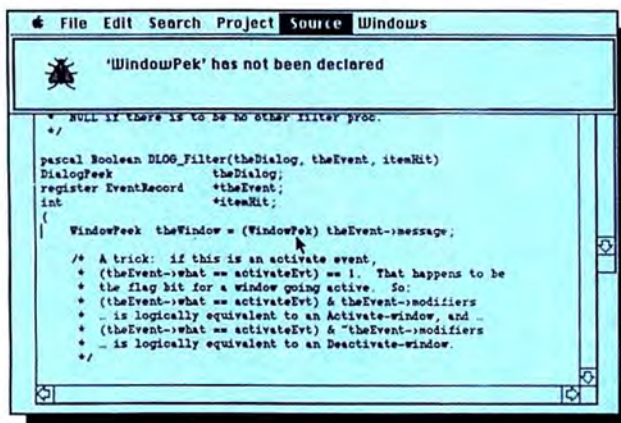 File Edit Search Project Source Windows
'WindowPek' has not been declared
* NULL if there is to be no other filter proc.
*/
pascal Boolean DLOG_Filter(theDialog, theEvent, itemHit)
DialogPeek theDialog;
register EventRecord *theEvent;
int *itemHit;
{
WindowPeek theWindow = (WindowPek) theEvent->message;
/* A trick: if this is an activate event,
* (theEvent->what == activateEvt) == 1. That happens to be
* the flag bit for a window going active. So:
* (theEvent->what == activateEvt) & theEvent->modifiers
* … is logically equivalent to an Activate-window, and …
* (theEvent->what == activateEvt) & ~theEvent->modifiers
* … is logically equivalent to an Deactivate-window.
*/